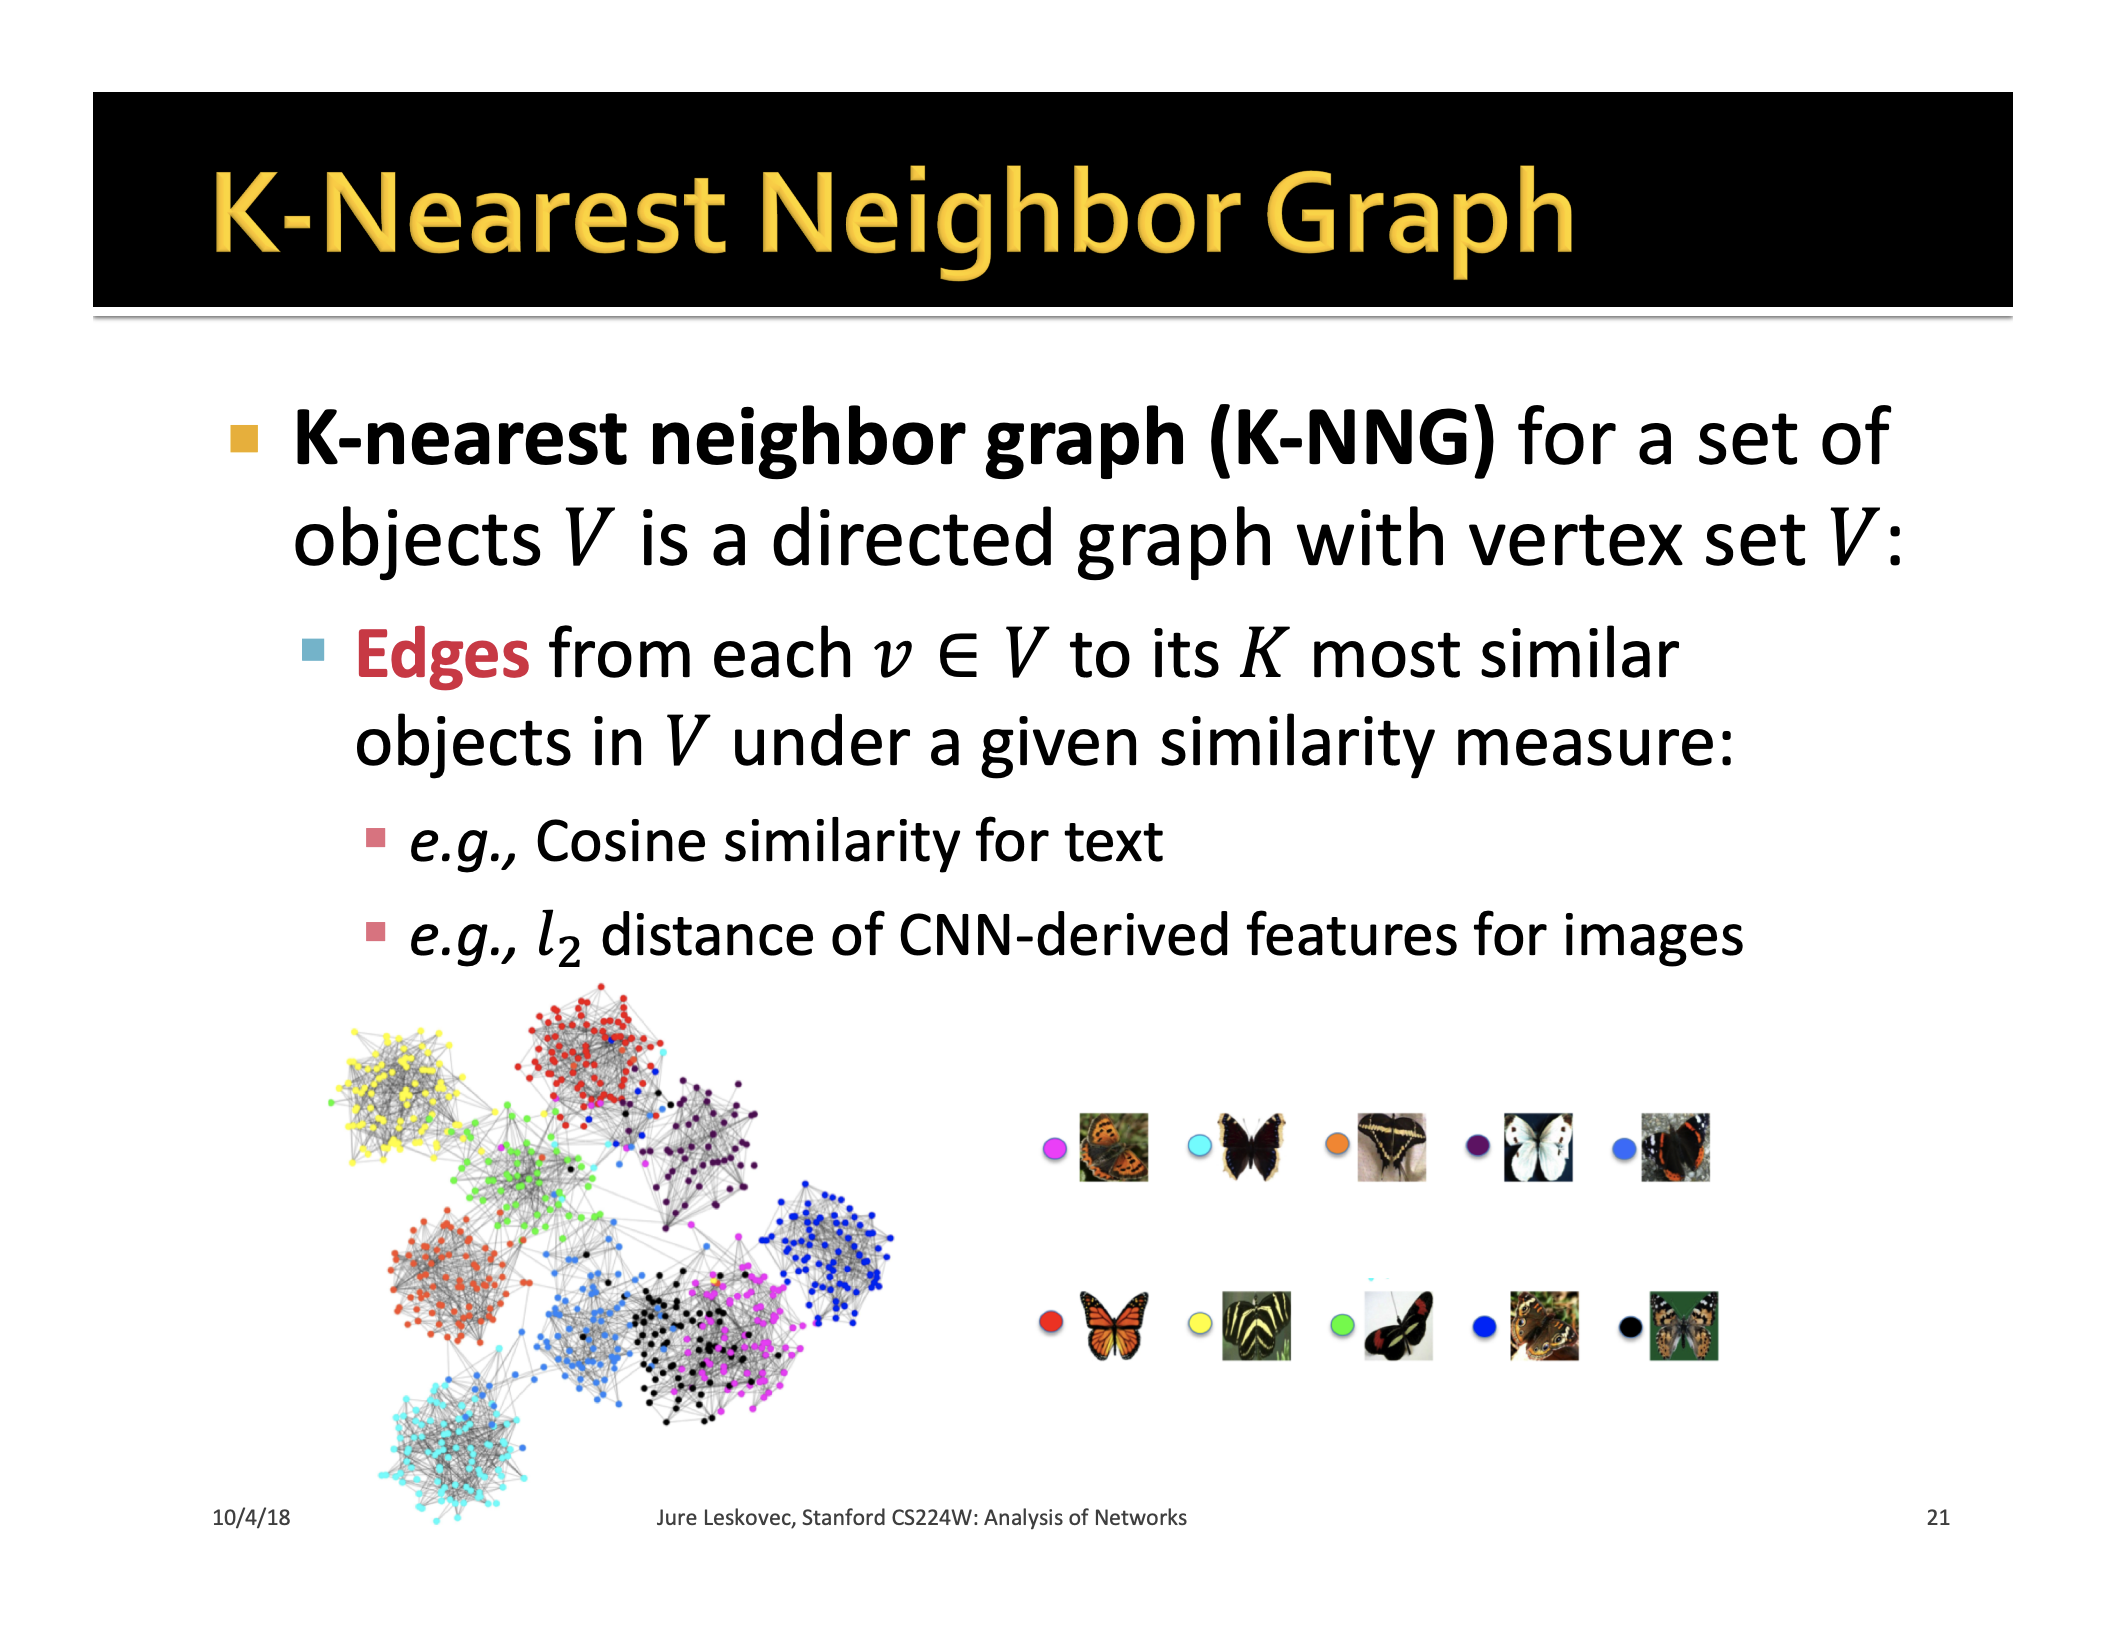 K-Nearest Neighbor Graph
K-nearest neighbor graph (K-NNG) for a set of
objects V is a directed graph with vertex set V:
Edges from each v ∈ V to its K most similar
objects in V under a given similarity measure:
e.g., Cosine similarity for text
e.g., l₂ distance of CNN-derived features for images
10/4/18
Jure Leskovec, Stanford CS224W: Analysis of Networks
21